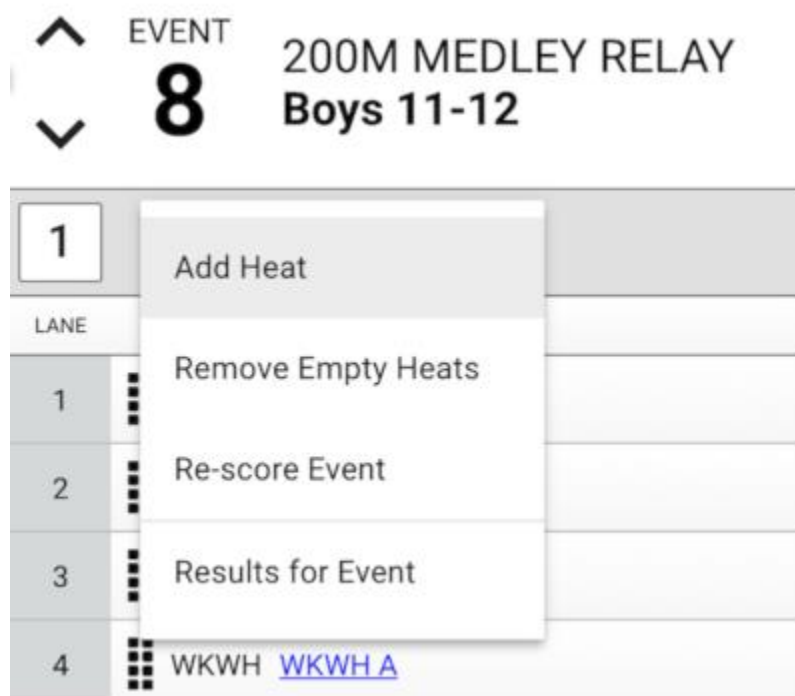 EVENT
8
200M MEDLEY RELAY
Boys 11-12
1
Add Heat
LANE
Remove Empty Heats
1
Re-score Event
2
Results for Event
3
4 WKWH WKWH A